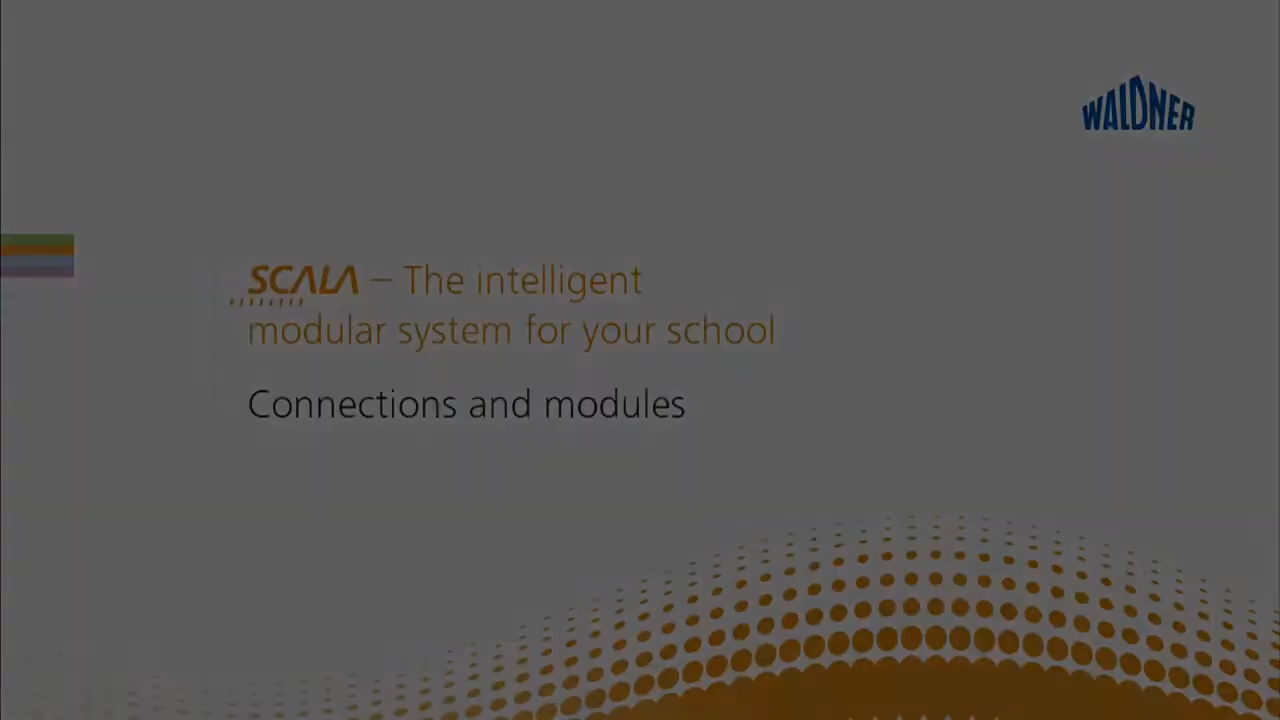 WALDNER
SCALA – The intelligent
modular system for your school
Connections and modules